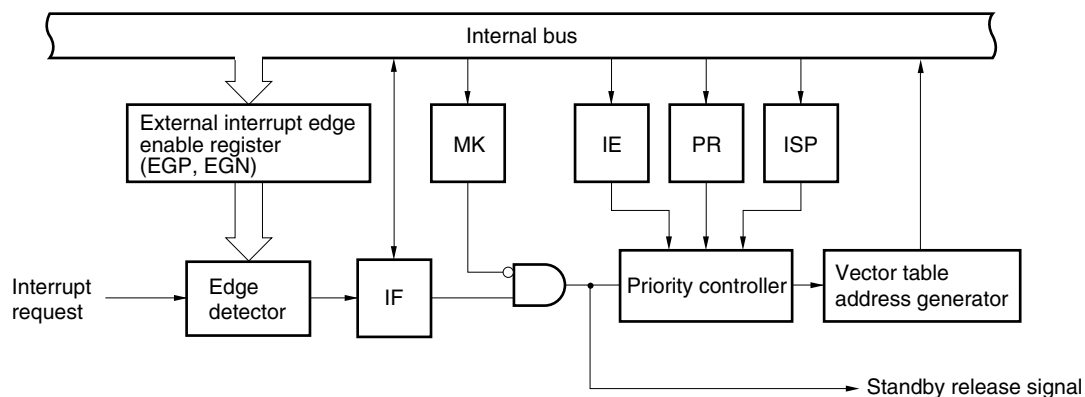 Internal bus
External interrupt edge
enable register
(EGP, EGN)
MK
IE
PR
ISP
Interrupt
request
Edge
detector
IF
Priority controller
Vector table
address generator
Standby release signal